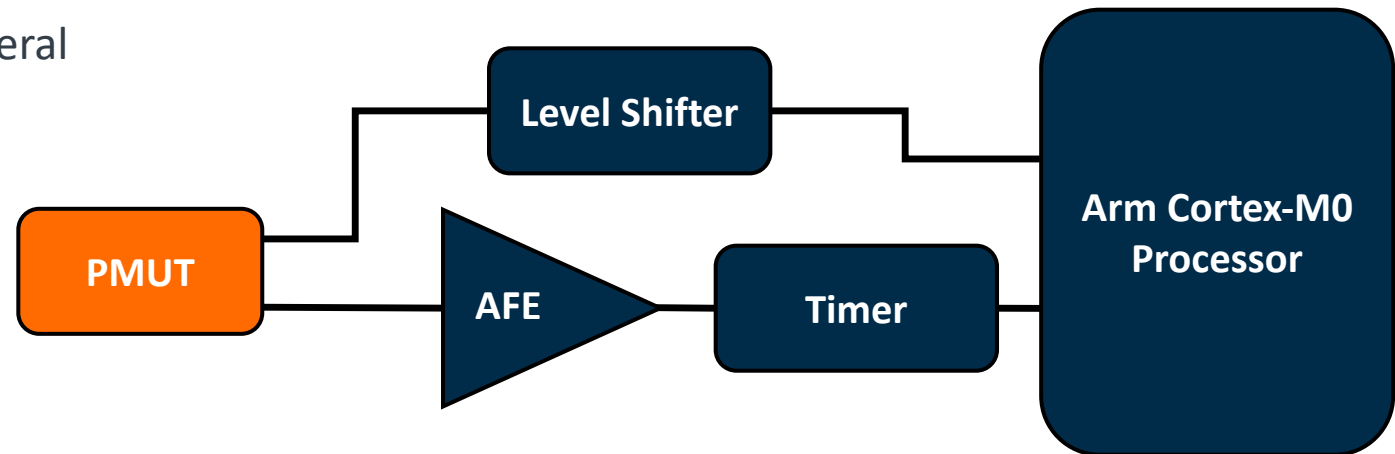 eral
Level Shifter
Arm Cortex-M0
Processor
PMUT
AFE
Timer